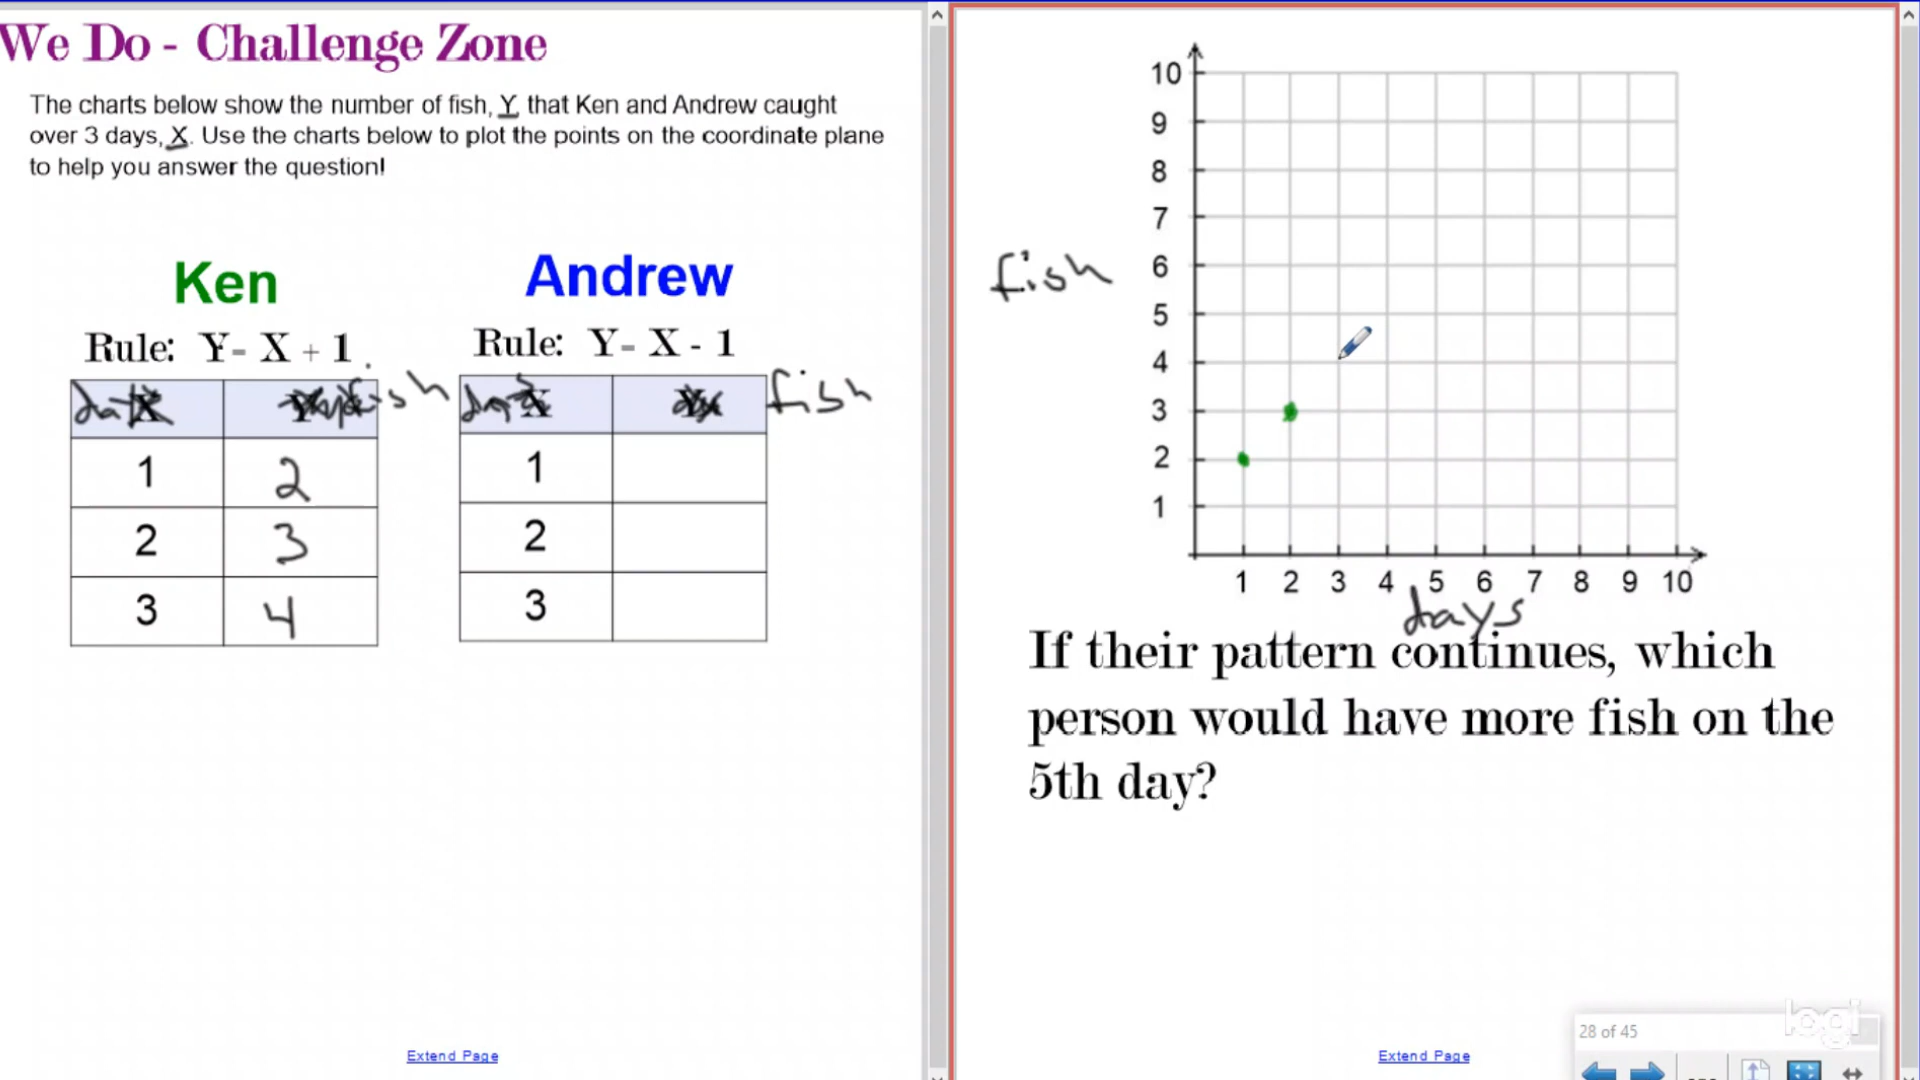 We Do - Challenge Zone
The charts below show the number of fish, Y that Ken and Andrew caught
over 3 days, X. Use the charts below to plot the points on the coordinate plane
to help you answer the question!
Ken
Rule: Y- X + 1
days X Y fish
1 2
2 3
3 4
Andrew
Rule: Y- X - 1
days X fish
1
2
3
Extend Page
10
9
8
7
fish
6
5
4
3
2
1
1 2 3 4 5 6 7 8 9 10
days
If their pattern continues, which
person would have more fish on the
5th day?
Extend Page
28 of 45
logi